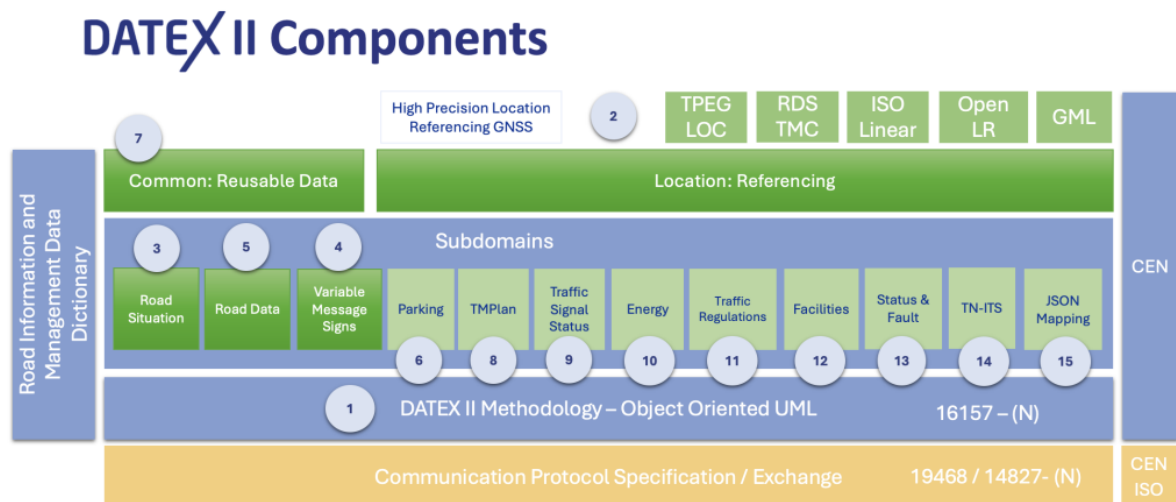 DATEX II Components
High Precision Location
Referencing GNSS
2
TPEG
LOC
RDS
TMC
ISO
Linear
Open
LR
GML
7
Common: Reusable Data
Location: Referencing
Road Information and
Management Data
Dictionary
CEN
Subdomains
3
5
4
Road
Situation
Road Data
Variable
Message
Signs
Parking
TMPlan
Traffic
Signal
Status
Energy
Traffic
Regulations
Facilities
Status &
Fault
TN-ITS
JSON
Mapping
6
8
9
10
11
12
13
14
15
1
DATEX II Methodology – Object Oriented UML
16157 – (N)
Communication Protocol Specification / Exchange
19468 / 14827- (N)
CEN
ISO